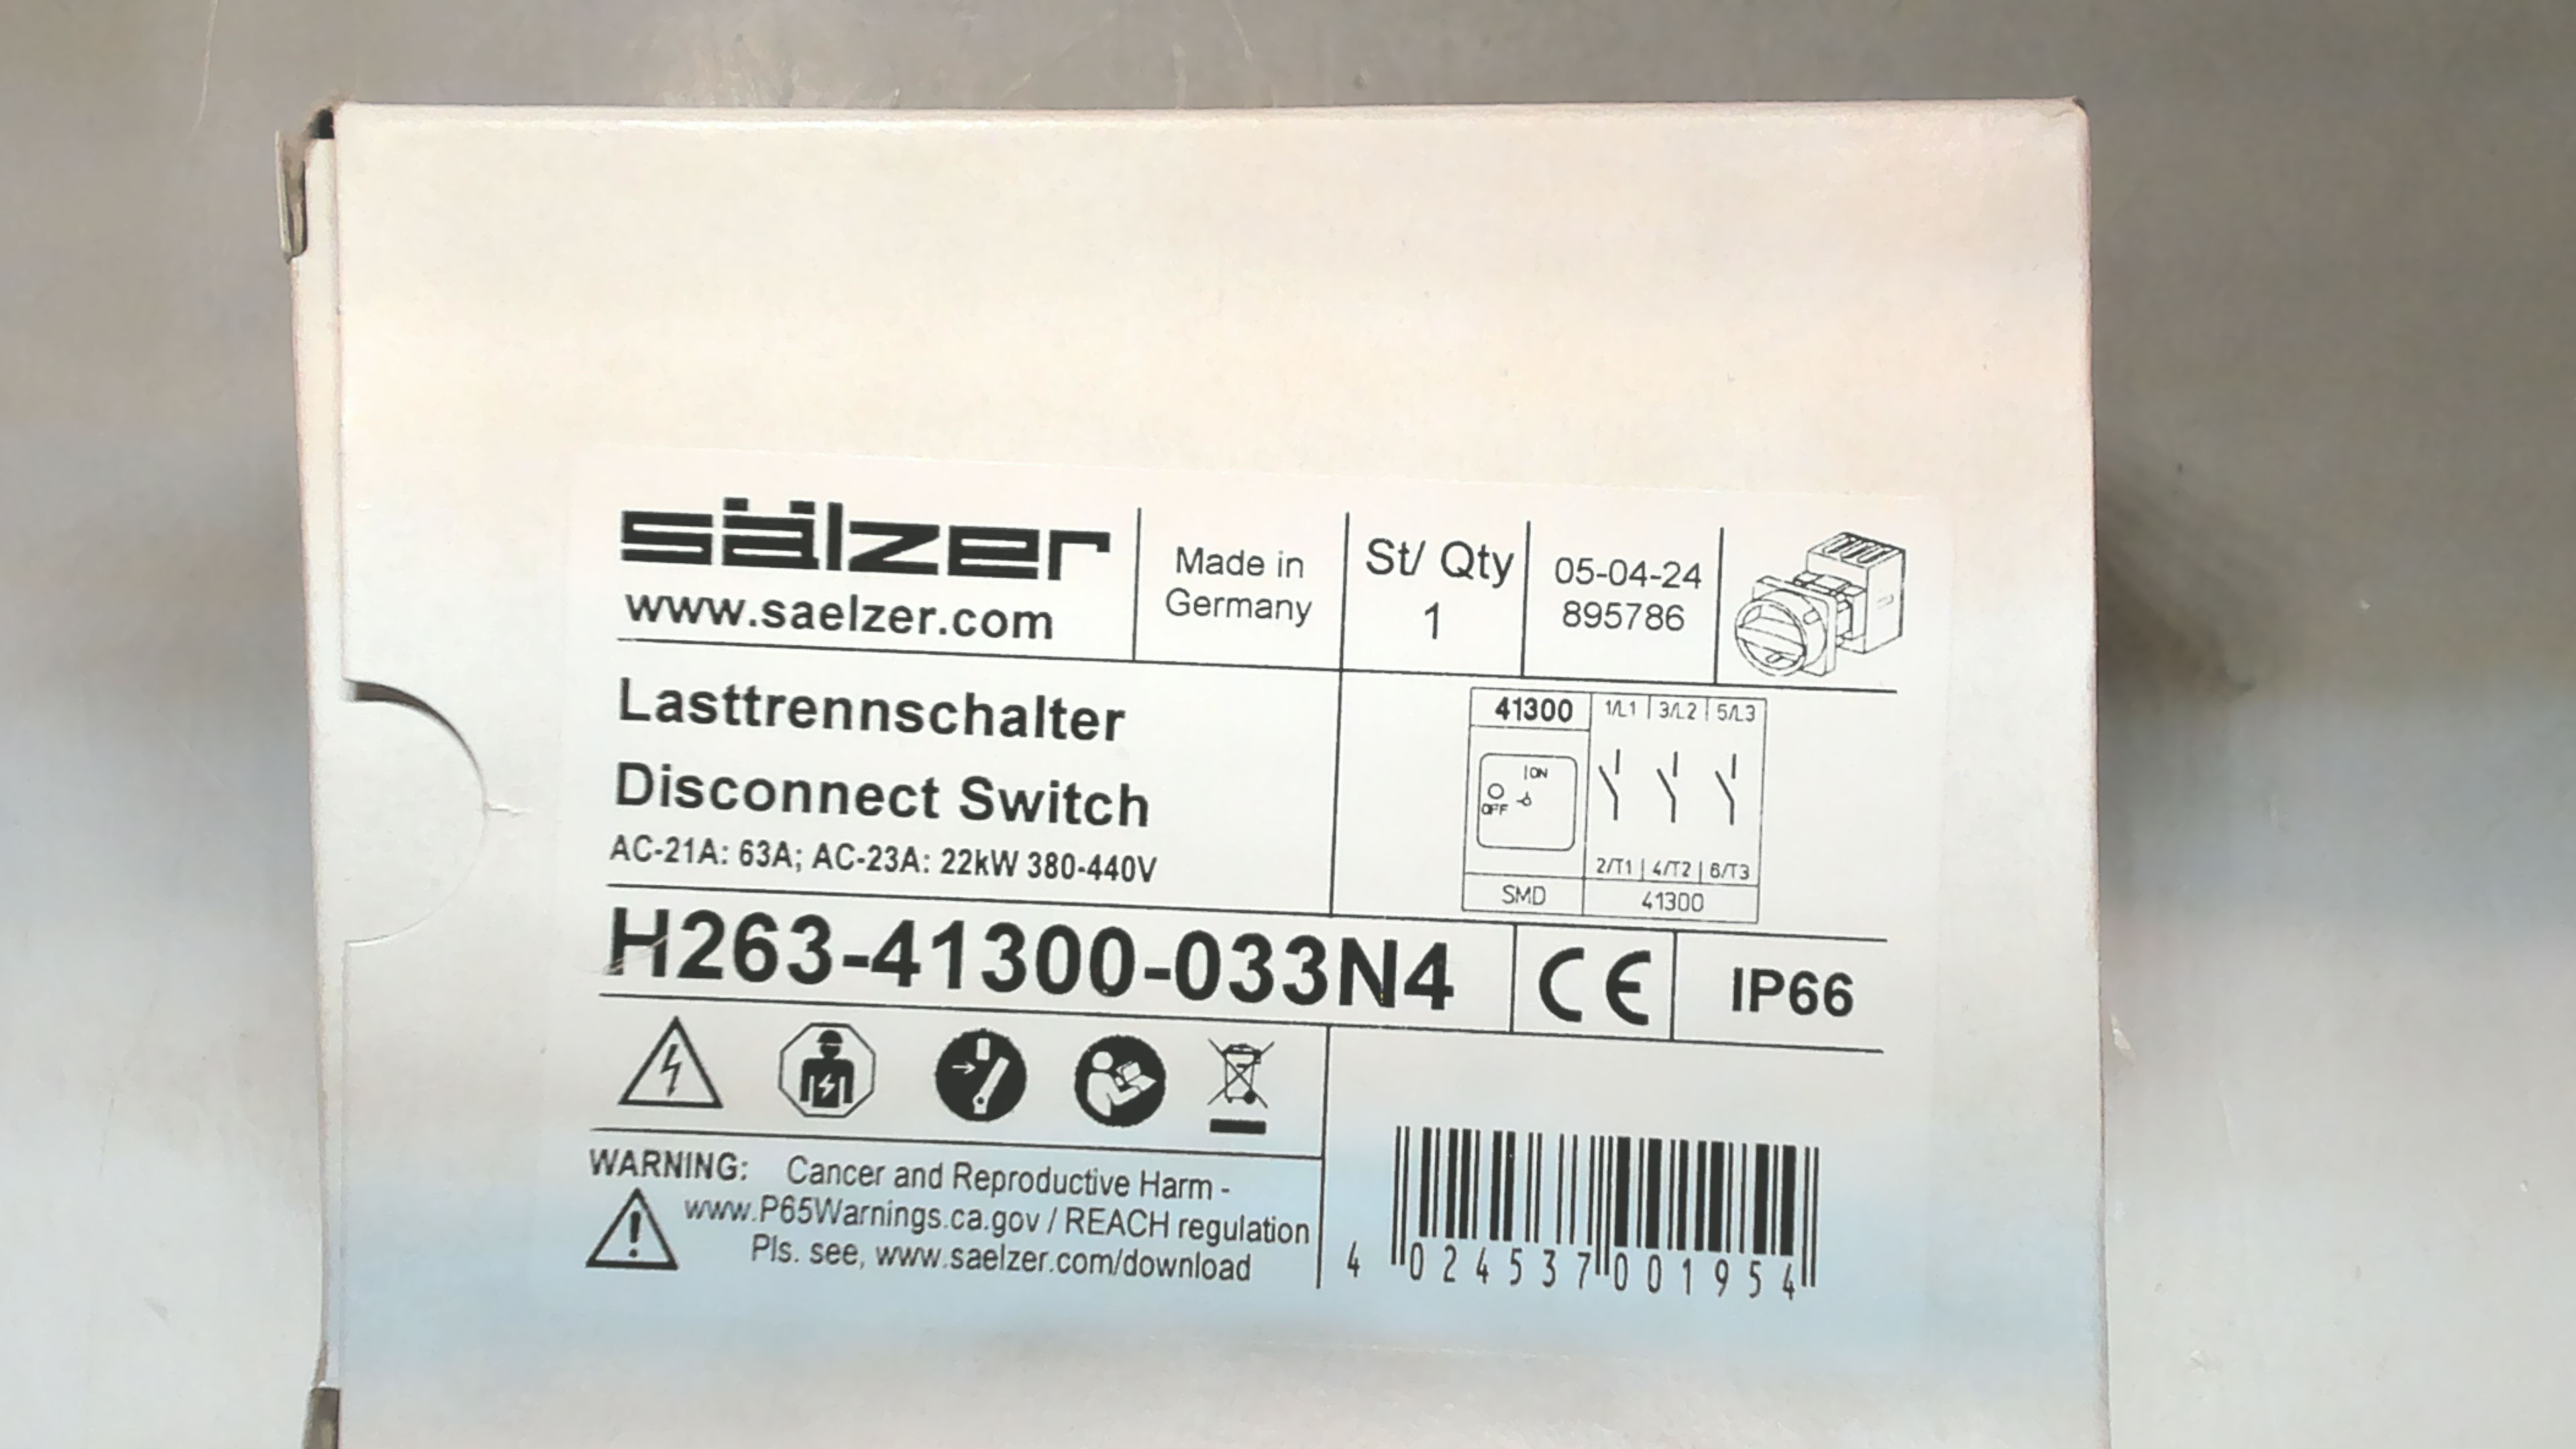 sälzer
www.saelzer.com
Made in
Germany
St/ Qty
1
05-04-24
895786
Lasttrennschalter
Disconnect Switch
AC-21A: 63A; AC-23A: 22kW 380-440V
41300 1/L1 3/L2 5/L3
ION
O
OFF
2/T1 4/T2 6/T3
SMD 41300
H263-41300-033N4
CE
IP66
WARNING: Cancer and Reproductive Harm -
www.P65Warnings.ca.gov / REACH regulation
Pls. see, www.saelzer.com/download
4 024537 001954